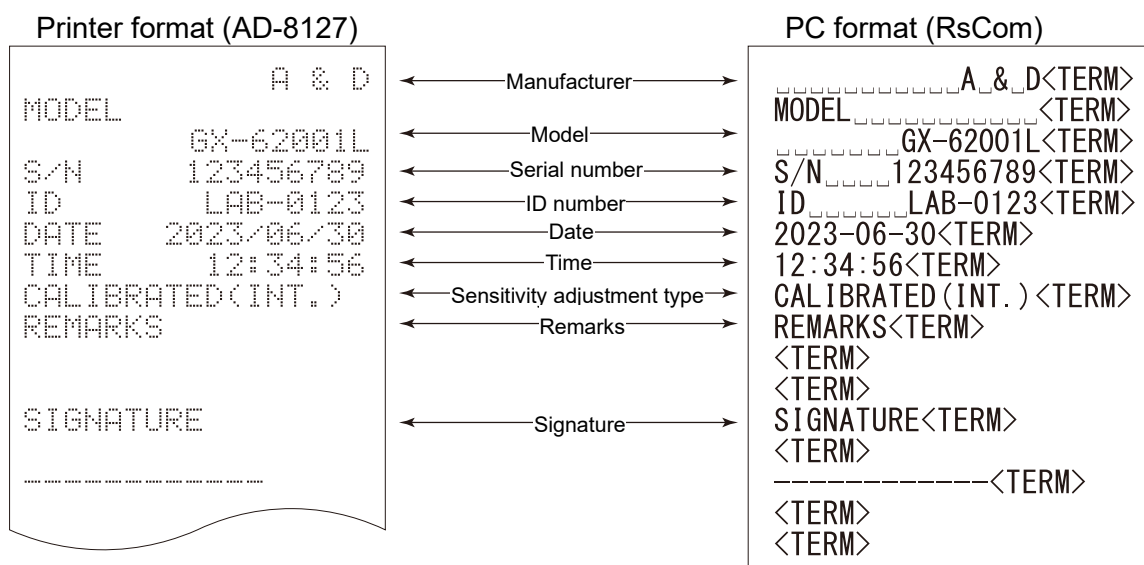 Printer format (AD-8127)
A & D
MODEL
GX-62001L
S/N 123456789
ID LAB-0123
DATE 2023/06/30
TIME 12:34:56
CALIBRATED(INT.)
REMARKS
SIGNATURE
-------------
Manufacturer
Model
Serial number
ID number
Date
Time
Sensitivity adjustment type
Remarks
Signature
PC format (RsCom)
␣␣␣␣␣␣␣␣␣␣␣A␣&␣D<TERM>
MODEL␣␣␣␣␣␣␣␣␣␣␣<TERM>
␣␣␣␣␣␣␣GX-62001L<TERM>
S/N␣␣␣␣123456789<TERM>
ID␣␣␣␣␣␣LAB-0123<TERM>
2023-06-30<TERM>
12:34:56<TERM>
CALIBRATED(INT.)<TERM>
REMARKS<TERM>
<TERM>
<TERM>
SIGNATURE<TERM>
<TERM>
-------------<TERM>
<TERM>
<TERM>